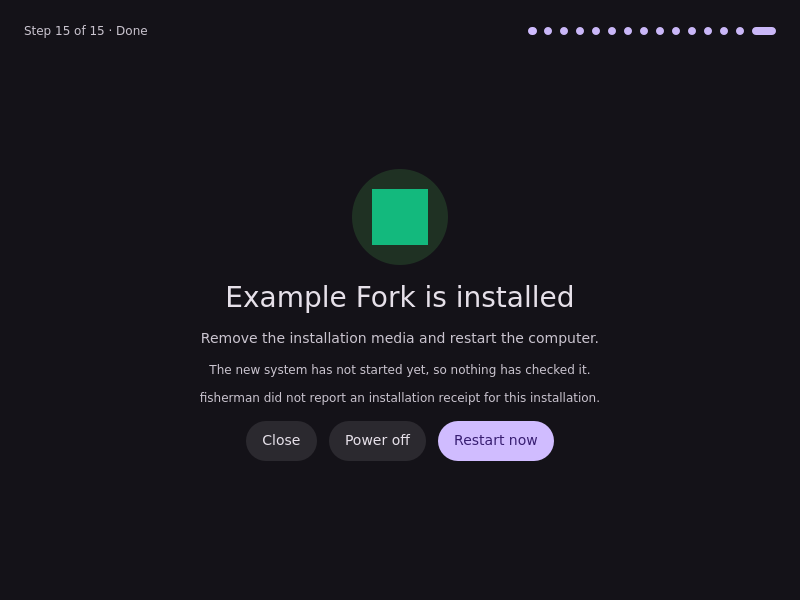 Step 15 of 15 · Done
Example Fork is installed
Remove the installation media and restart the computer.
The new system has not started yet, so nothing has checked it.
fisherman did not report an installation receipt for this installation.
Close
Power off
Restart now